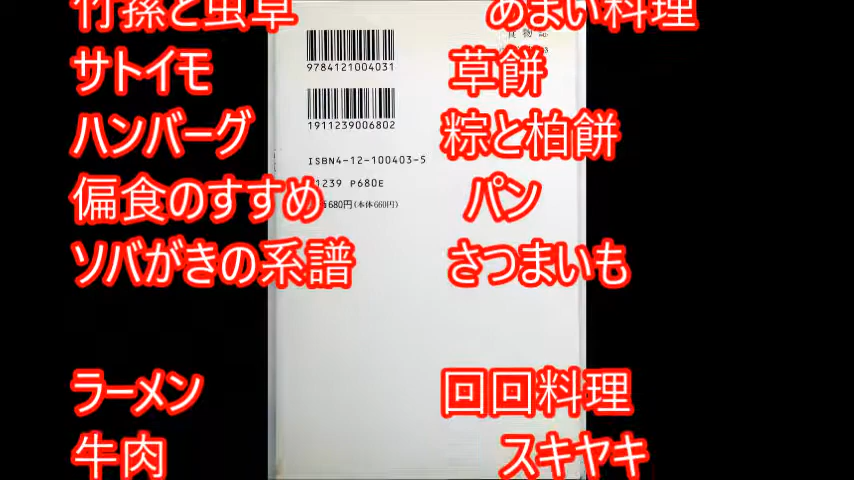 竹蓀と虫草
あまい料理
食物誌
サトイモ
草餅
9784121004031
ハンバーグ
粽と柏餅
1911239006802
ISBN4-12-100403-5
偏食のすすめ
パン
1239 P680E
680円(本体660円)
ソバがきの系譜
さつまいも
ラーメン
回回料理
牛肉
スキヤキ